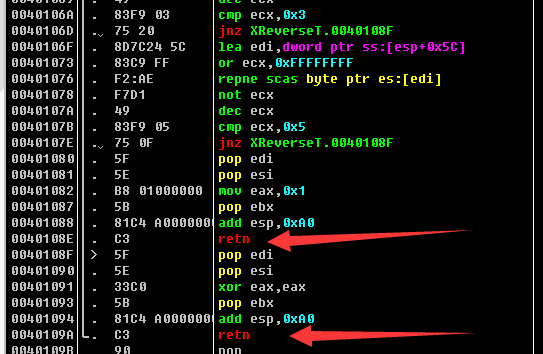 0040106A . 83F9 03 cmp ecx,0x3
0040106D .˅ 75 20 jnz XReverseT.0040108F
0040106F . 8D7C24 5C lea edi,dword ptr ss:[esp+0x5C]
00401073 . 83C9 FF or ecx,0xFFFFFFFF
00401076 . F2:AE repne scas byte ptr es:[edi]
00401078 . F7D1 not ecx
0040107A . 49 dec ecx
0040107B . 83F9 05 cmp ecx,0x5
0040107E .˅ 75 0F jnz XReverseT.0040108F
00401080 . 5F pop edi
00401081 . 5E pop esi
00401082 . B8 01000000 mov eax,0x1
00401087 . 5B pop ebx
00401088 . 81C4 A000000 add esp,0xA0
0040108E . C3 retn
0040108F > 5F pop edi
00401090 . 5E pop esi
00401091 . 33C0 xor eax,eax
00401093 . 5B pop ebx
00401094 . 81C4 A000000 add esp,0xA0
0040109A . C3 retn
0040109B 90 nop